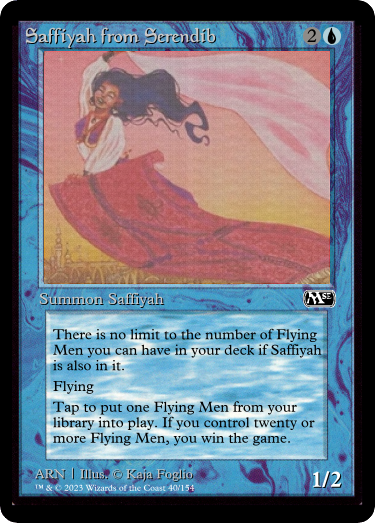 Saffiyah from Serendib 2
Summon Saffiyah MSE
There is no limit to the number of Flying
Men you can have in your deck if Saffiyah
is also in it.
Flying
Tap to put one Flying Men from your
library into play. If you control twenty or
more Flying Men, you win the game.
ARN | Illus. © Kaja Foglio
™ & © 2023 Wizards of the Coast 40/154
1/2